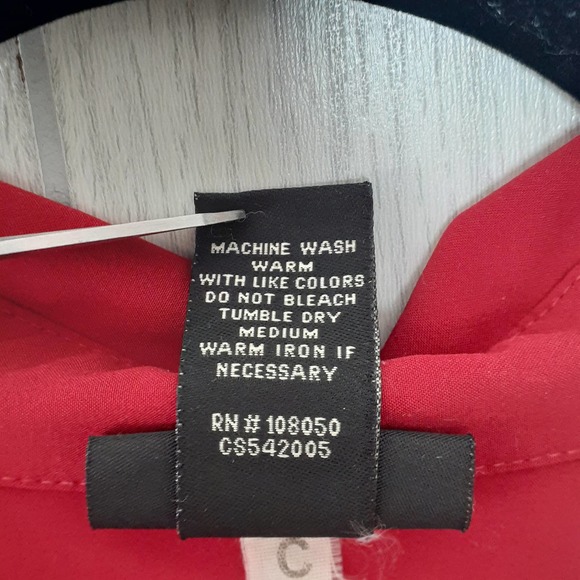 MACHINE WASH
WARM
WITH LIKE COLORS
DO NOT BLEACH
TUMBLE DRY
MEDIUM
WARM IRON IF
NECESSARY
RN # 108050
CS542005
C